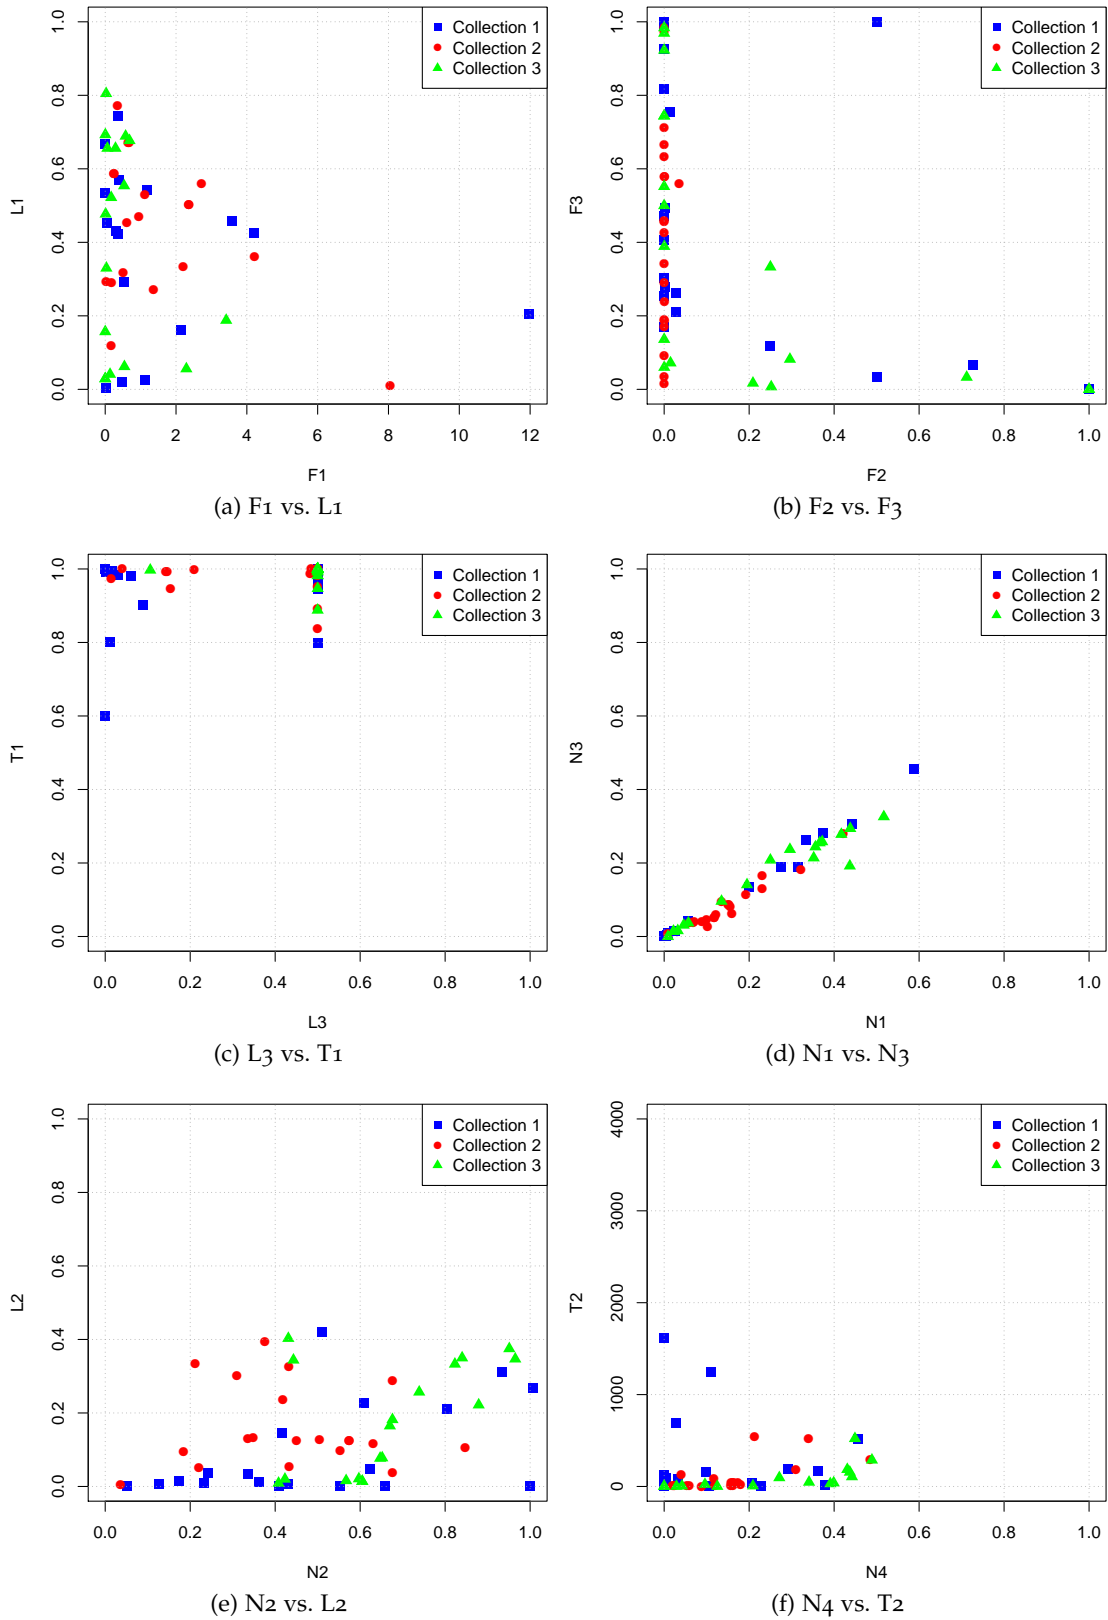 Collection 1
Collection 2
Collection 3
L1
0.0 0.2 0.4 0.6 0.8 1.0
0 2 4 6 8 10 12
F1
(a) F1 vs. L1
Collection 1
Collection 2
Collection 3
F3
0.0 0.2 0.4 0.6 0.8 1.0
0.0 0.2 0.4 0.6 0.8 1.0
F2
(b) F2 vs. F3
Collection 1
Collection 2
Collection 3
T1
0.0 0.2 0.4 0.6 0.8 1.0
0.0 0.2 0.4 0.6 0.8 1.0
L3
(c) L3 vs. T1
Collection 1
Collection 2
Collection 3
N3
0.0 0.2 0.4 0.6 0.8 1.0
0.0 0.2 0.4 0.6 0.8 1.0
N1
(d) N1 vs. N3
Collection 1
Collection 2
Collection 3
L2
0.0 0.2 0.4 0.6 0.8 1.0
0.0 0.2 0.4 0.6 0.8 1.0
N2
(e) N2 vs. L2
Collection 1
Collection 2
Collection 3
T2
0 1000 2000 3000 4000
0.0 0.2 0.4 0.6 0.8 1.0
N4
(f) N4 vs. T2